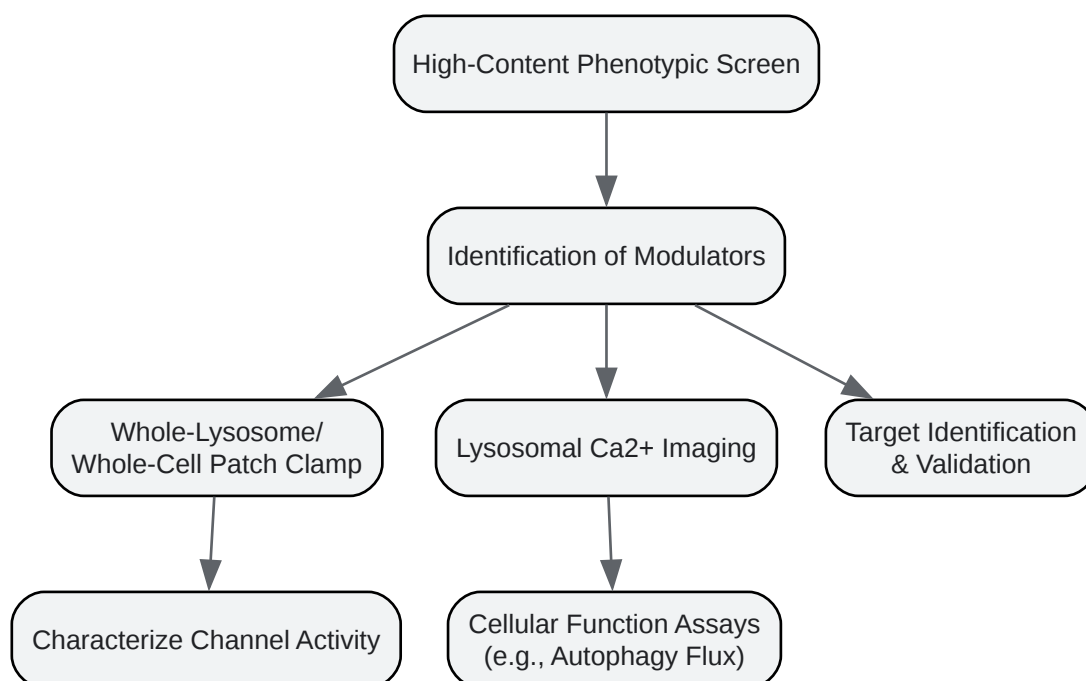 High-Content Phenotypic Screen
Identification of Modulators
Whole-Lysosome/
Whole-Cell Patch Clamp
Lysosomal Ca2+ Imaging
Target Identification
& Validation
Characterize Channel Activity
Cellular Function Assays
(e.g., Autophagy Flux)